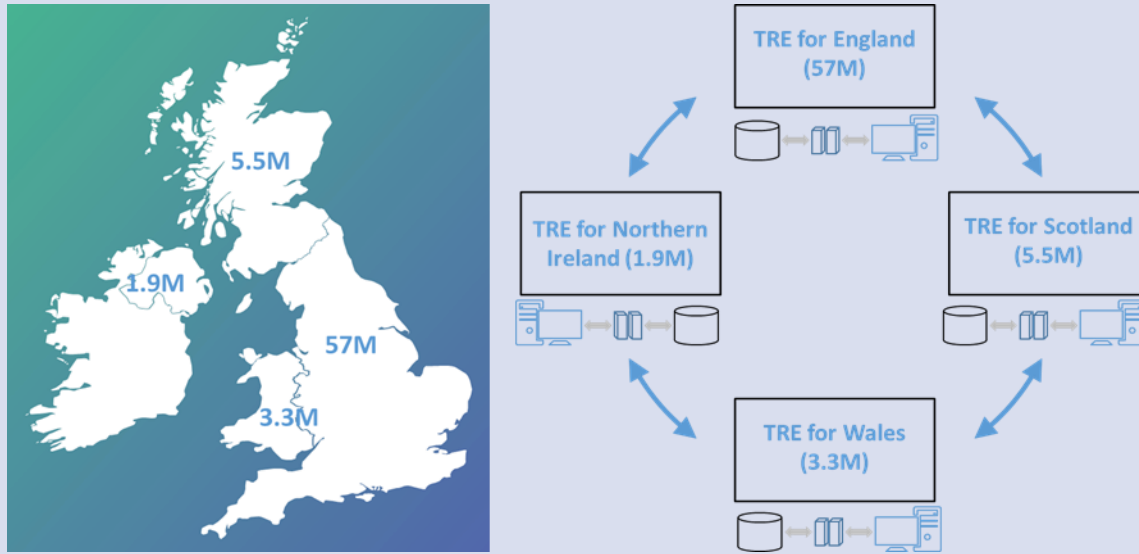 5.5M
1.9M
57M
3.3M
TRE for England
(57M)
TRE for Northern
Ireland (1.9M)
TRE for Scotland
(5.5M)
TRE for Wales
(3.3M)